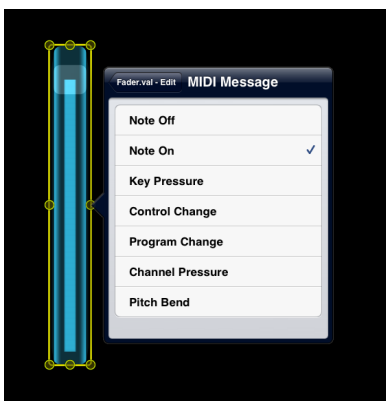 Fader.val - Edit MIDI Message
Note Off
Note On
Key Pressure
Control Change
Program Change
Channel Pressure
Pitch Bend